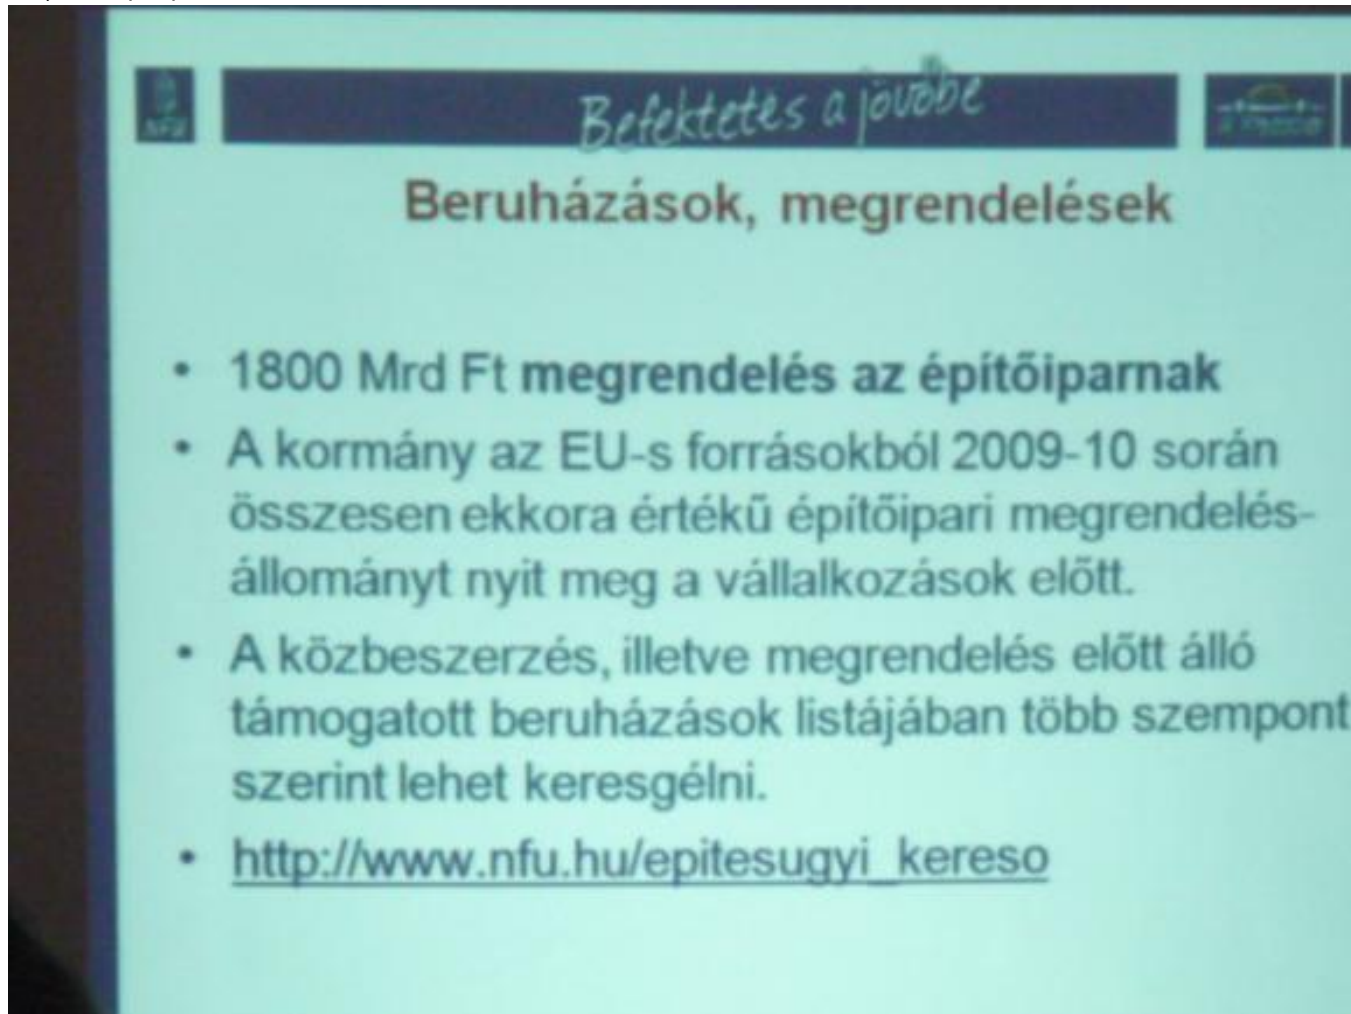 NFÜ
Befektetés a jövőbe
Beruházások, megrendelések
• 1800 Mrd Ft megrendelés az építőiparnak
• A kormány az EU-s forrásokból 2009-10 során
összesen ekkora értékű építőipari megrendelés-
állományt nyit meg a vállalkozások előtt.
• A közbeszerzés, illetve megrendelés előtt álló
támogatott beruházások listájában több szempont
szerint lehet keresgélni.
• http://www.nfu.hu/epitesugyi_kereso